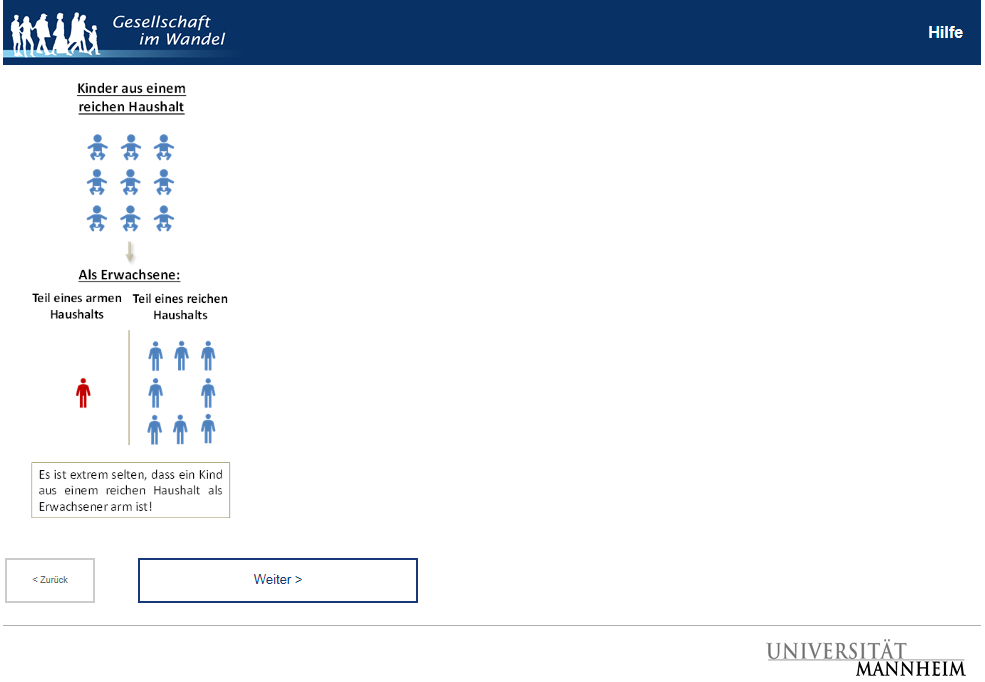 Gesellschaft
im Wandel
Hilfe
Kinder aus einem
reichen Haushalt
Als Erwachsene:
Teil eines armen
Haushalts
Teil eines reichen
Haushalts
Es ist extrem selten, dass ein Kind
aus einem reichen Haushalt als
Erwachsener arm ist!
< Zurück
Weiter >
UNIVERSITÄT
MANNHEIM